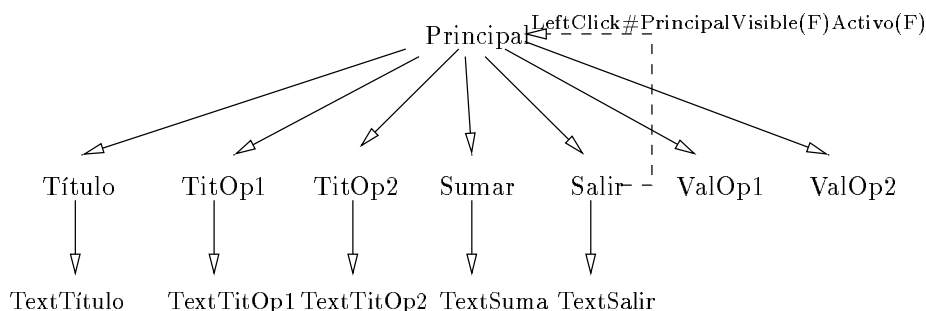 LeftClick#PrincipalVisible(F)Activo(F)
Principal
Título TitOp1 TitOp2 Sumar Salir ValOp1 ValOp2
TextTítulo TextTitOp1 TextTitOp2 TextSuma TextSalir